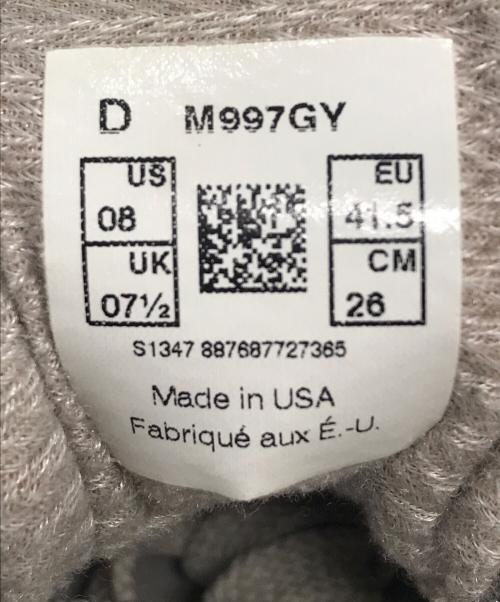 D M997GY
US 08
EU 41.5
UK 07½
CM 26
S1347 887687727365
Made in USA
Fabriqué aux É.-U.